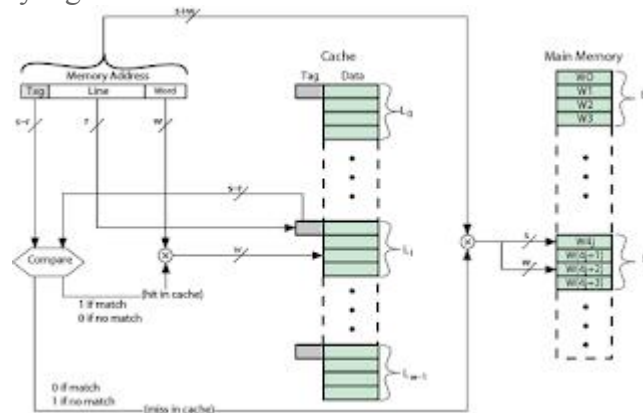 s+w
Cache
Main Memory
Memory Address
Tag Data
Tag Line Word
W0
W1
W2
W3
L0
s-r
r
w
s-r
s
W4j
Compare
w
Li
w
W(4j+1)
W(4j+2)
W(4j+3)
(hit in cache)
1 if match
0 if no match
Lm-1
0 if match
1 if no match
(miss in cache)